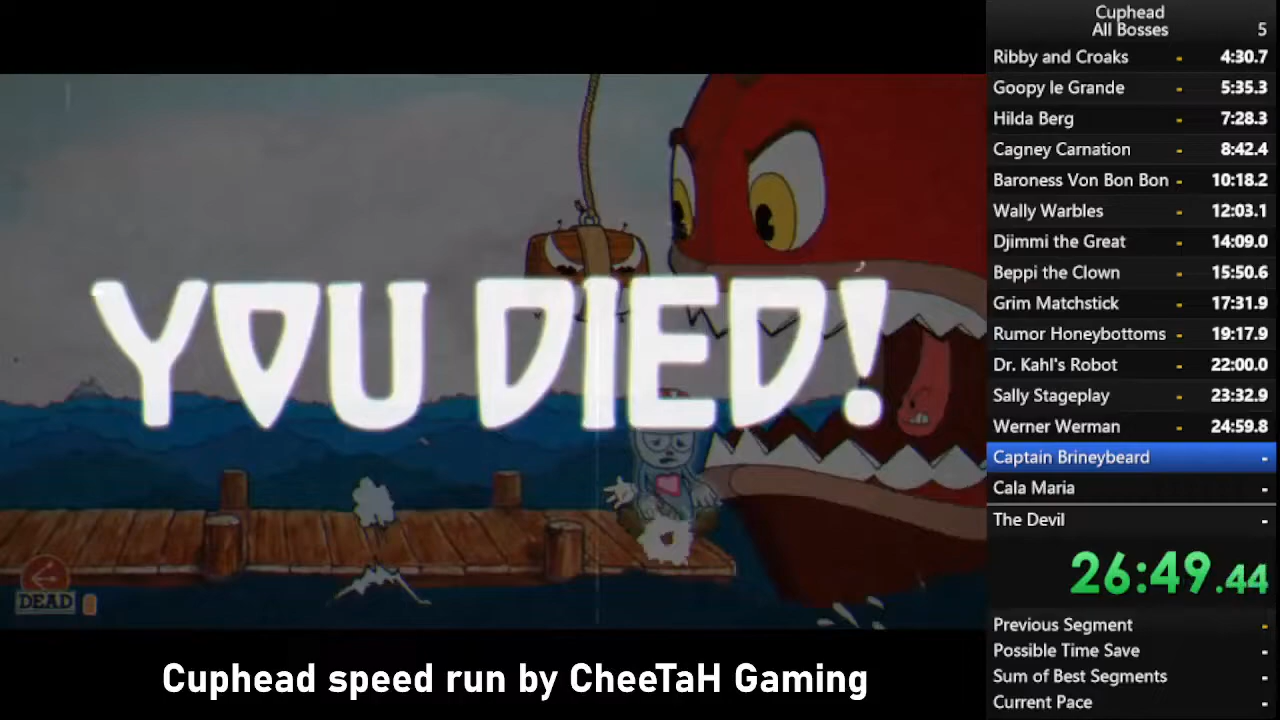 YOU DIED!
DEAD
Cuphead speed run by CheeTaH Gaming
Cuphead
All Bosses 5
Ribby and Croaks - 4:30.7
Goopy le Grande - 5:35.3
Hilda Berg - 7:28.3
Cagney Carnation - 8:42.4
Baroness Von Bon Bon - 10:18.2
Wally Warbles - 12:03.1
Djimmi the Great - 14:09.0
Beppi the Clown - 15:50.6
Grim Matchstick - 17:31.9
Rumor Honeybottoms - 19:17.9
Dr. Kahl's Robot - 22:00.0
Sally Stageplay - 23:32.9
Werner Werman - 24:59.8
Captain Brineybeard -
Cala Maria -
The Devil -
26:49.44
Previous Segment -
Possible Time Save -
Sum of Best Segments -
Current Pace -